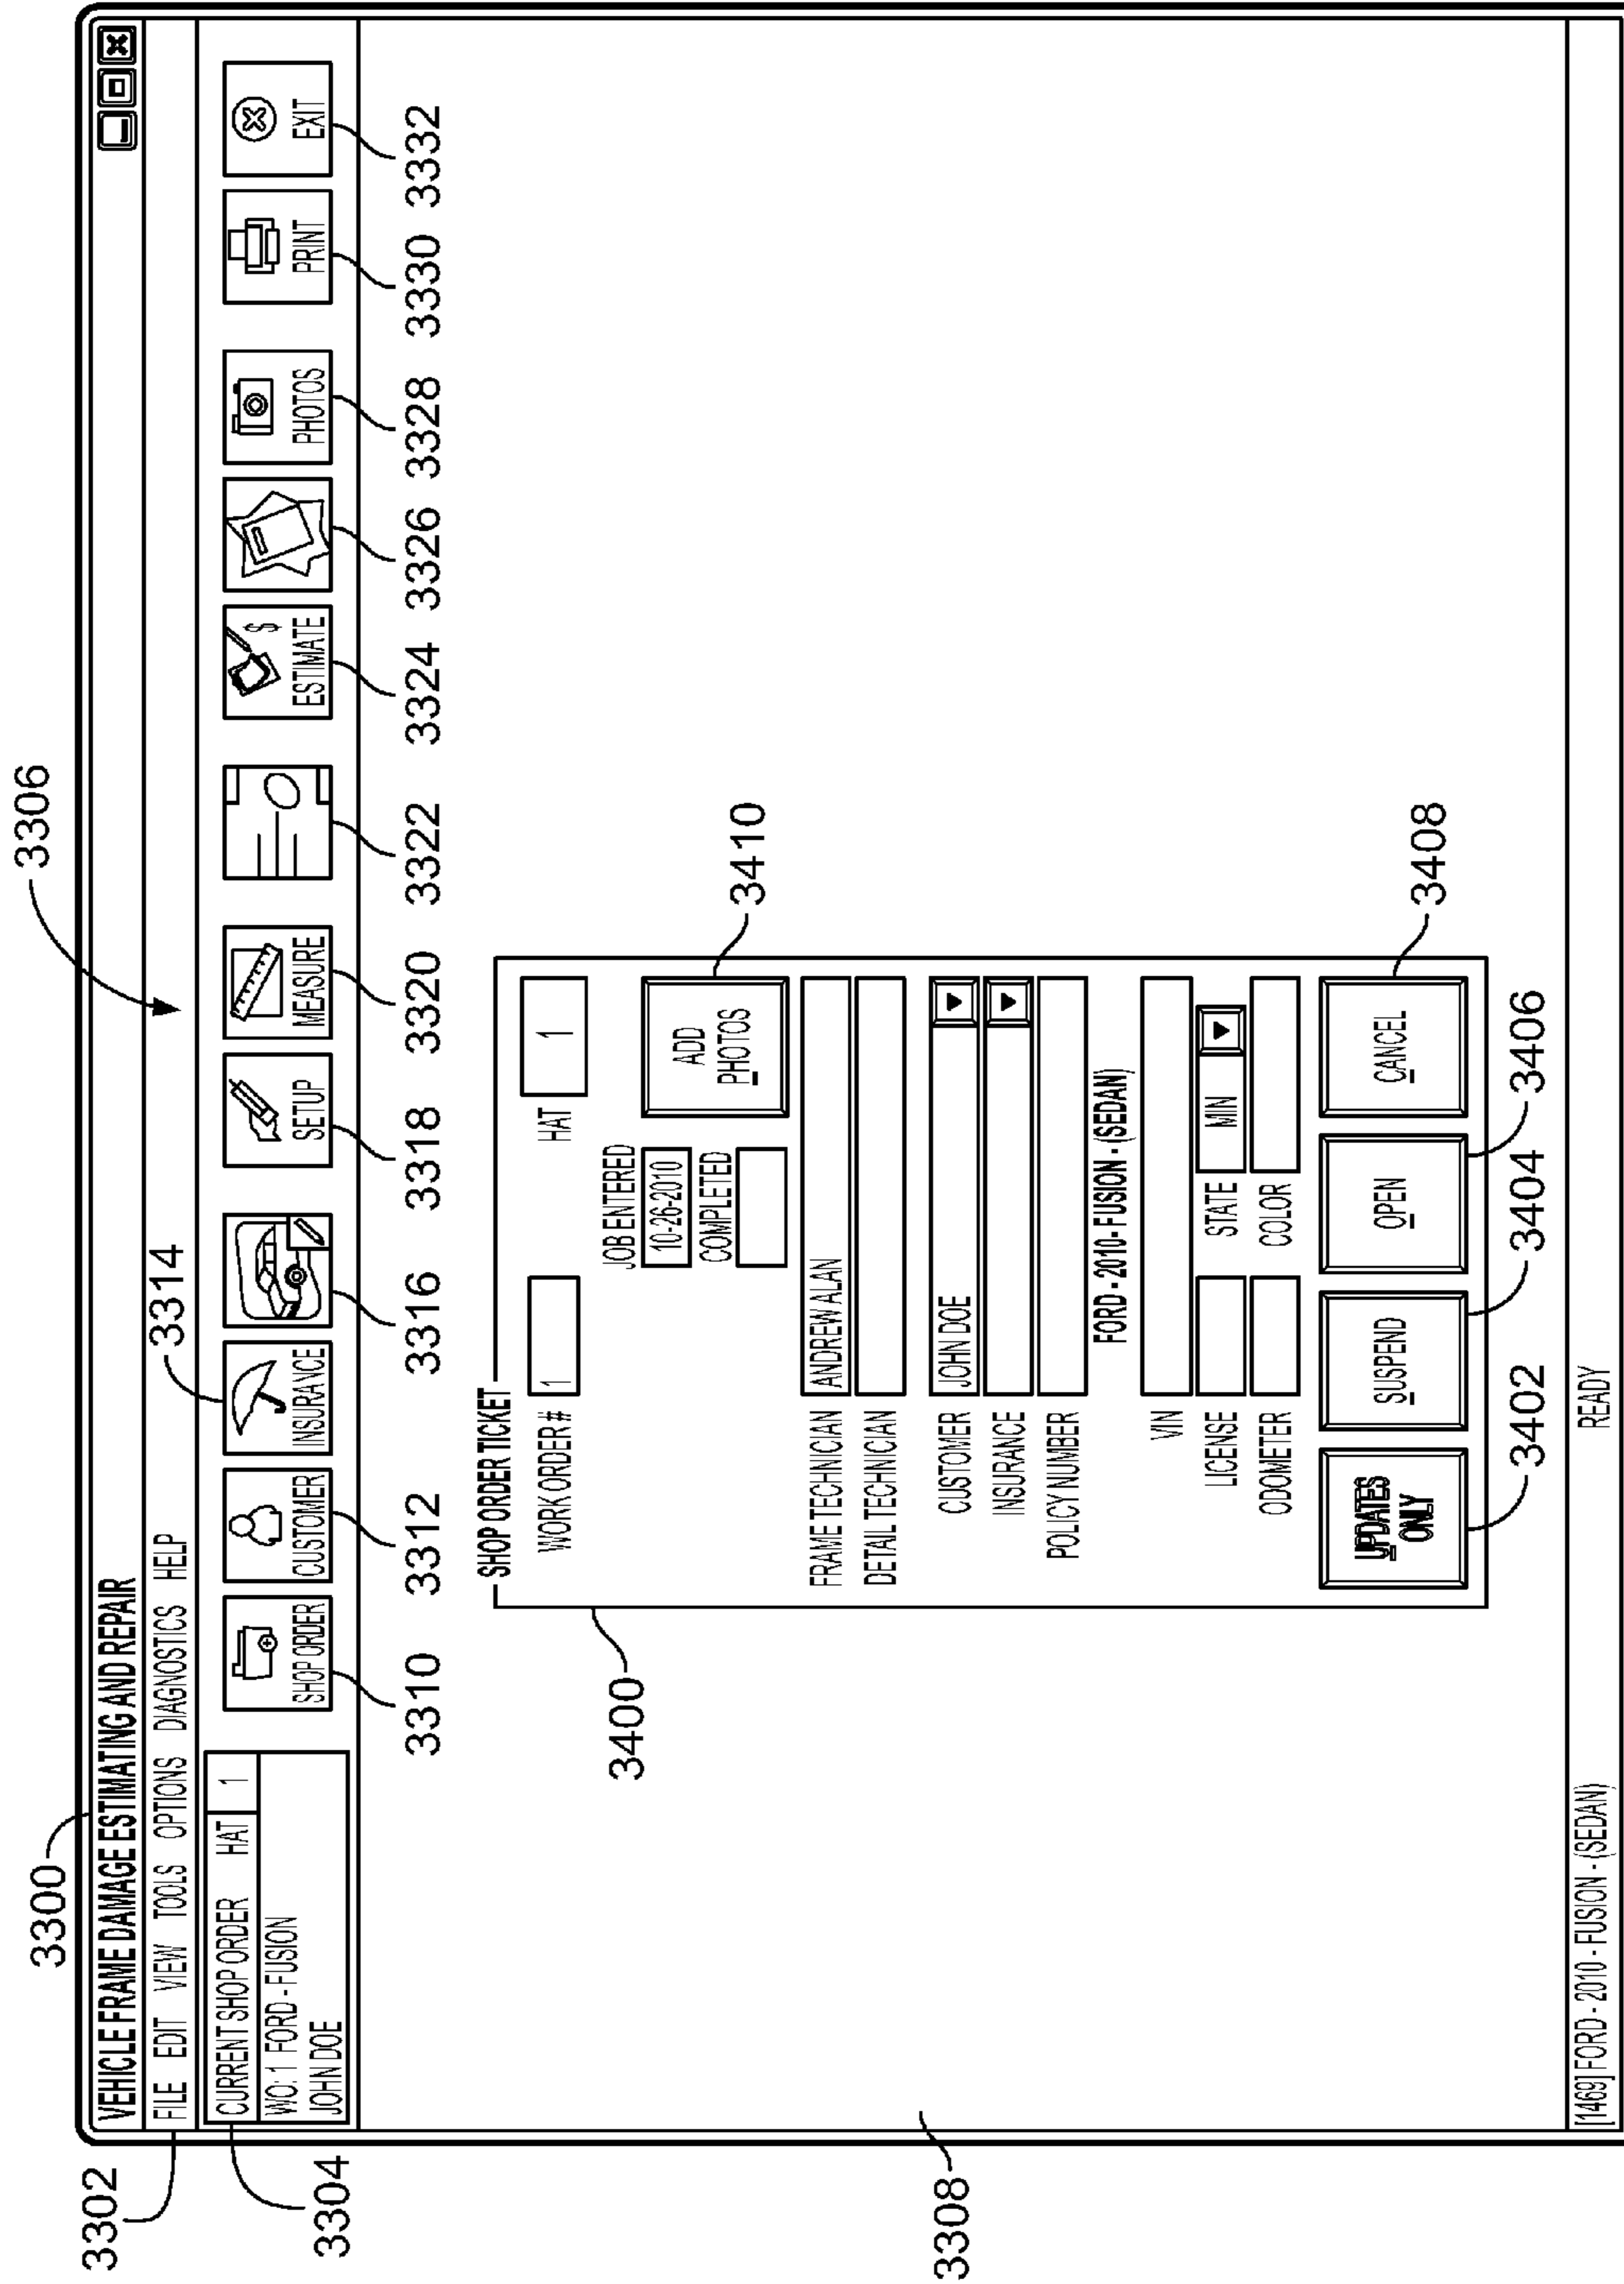 3306
3300
VEHICLE FRAME DAMAGE ESTIMATING AND REPAIR
3302
FILE EDIT VIEW TOOLS OPTIONS DIAGNOSTICS HELP
3314
3304
CURRENT SHOP ORDER HAT 1
WO: 1 FORD - FUSION
JOHN DOE
SHOP ORDER CUSTOMER INSURANCE SETUP MEASURE $ ESTIMATE PHOTOS PRINT EXIT
3310 3312 3316 3318 3320 3322 3324 3326 3328 3330 3332
SHOP ORDER TICKET
3400
WORK ORDER # 1 HAT 1
JOB ENTERED
10-26-2010
ADD
PHOTOS
3410
COMPLETED
FRAME TECHNICIAN ANDREW ALAN
DETAIL TECHNICIAN
CUSTOMER JOHN DOE
INSURANCE
POLICY NUMBER
FORD - 2010 - FUSION - (SEDAN)
VIN
LICENSE STATE MIN
ODOMETER COLOR
3308
UPDATES
ONLY
SUSPEND OPEN CANCEL
3402 3404 3406 3408
[1469] FORD - 2010 - FUSION - (SEDAN) READY